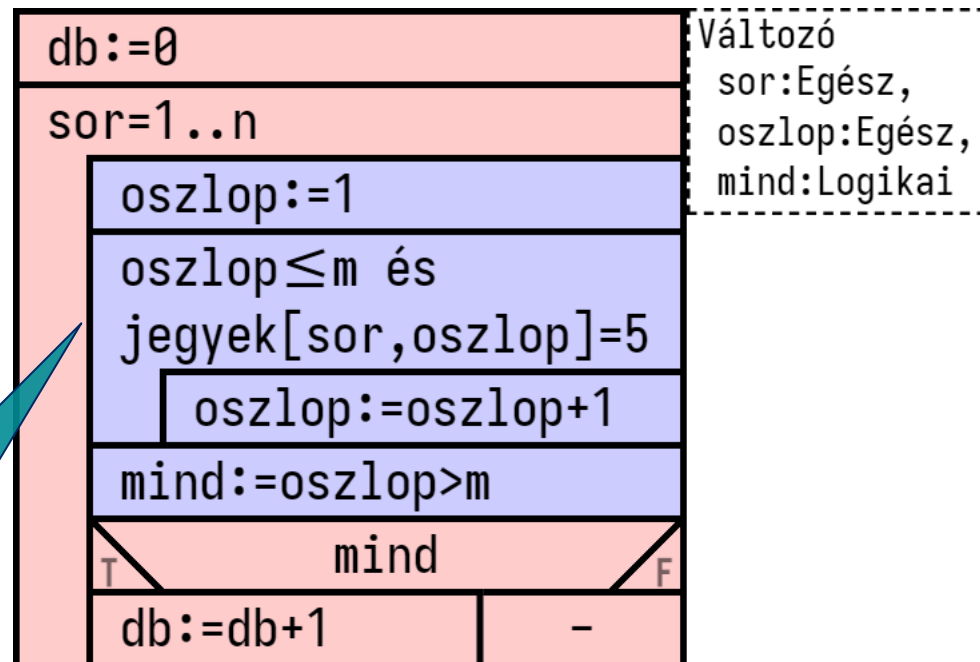 db:=0
sor=1..n
oszlop:=1
oszlop≤m és
jegyek[sor,oszlop]=5
oszlop:=oszlop+1
mind:=oszlop>m
T mind F
db:=db+1 -
Változó
sor:Egész,
oszlop:Egész,
mind:Logikai